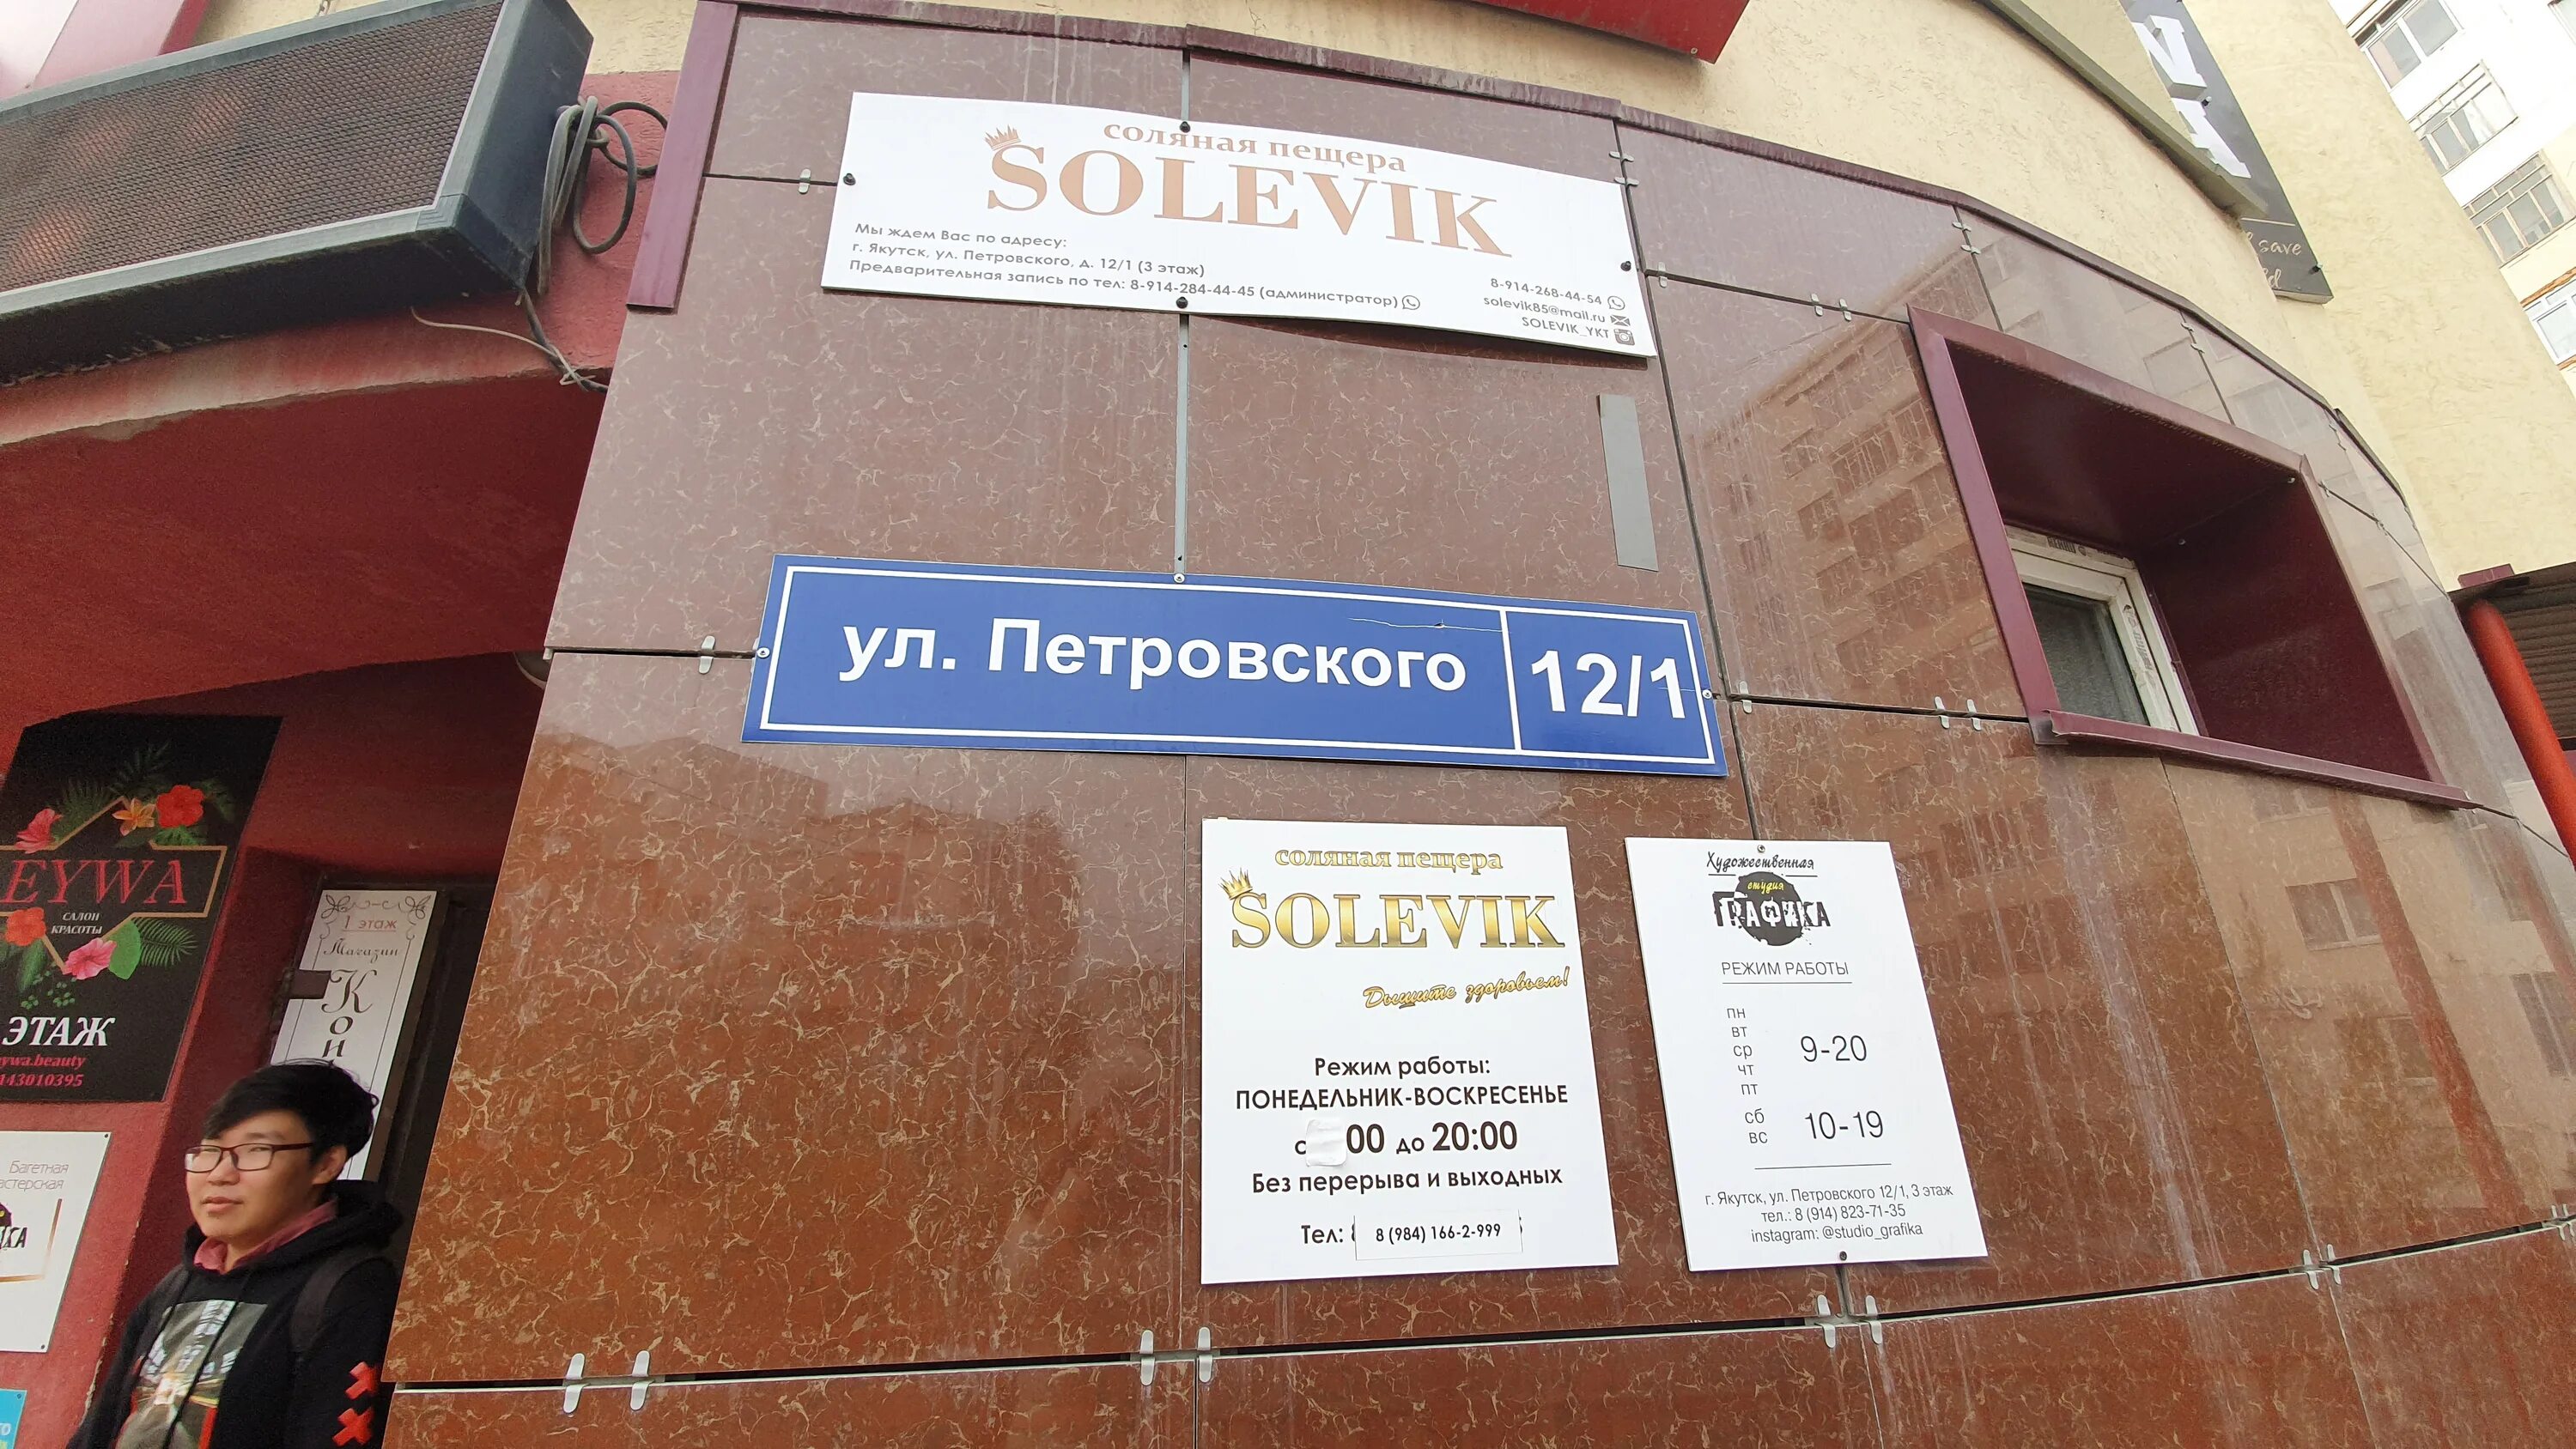 соляная пещера
SOLEVIK
Мы ждем Вас по адресу:
г. Якутск, ул. Петровского, д. 12/1 (3 этаж)
Предварительная запись по тел: 8-914-284-44-45 (администратор)
8-914-268-44-54
solevik85@mail.ru
SOLEVIK_YKT
ул. Петровского 12/1
соляная пещера
SOLEVIK
Дышите здоровьем!
Режим работы:
ПОНЕДЕЛЬНИК-ВОСКРЕСЕНЬЕ
с 00 до 20:00
Без перерыва и выходных
Тел: 8 (984) 166-2-999
Художественная
студия
ГРАФИКА
РЕЖИМ РАБОТЫ
пн
вт
ср
чт
пт
9-20
сб
вс
10-19
г. Якутск, ул. Петровского 12/1, 3 этаж
тел.: 8 (914) 823-71-35
instagram: @studio_grafika
EYWA
САЛОН
КРАСОТЫ
ЭТАЖ
ywa.beauty
143010395
1 этаж
Магазин
Багетная
save